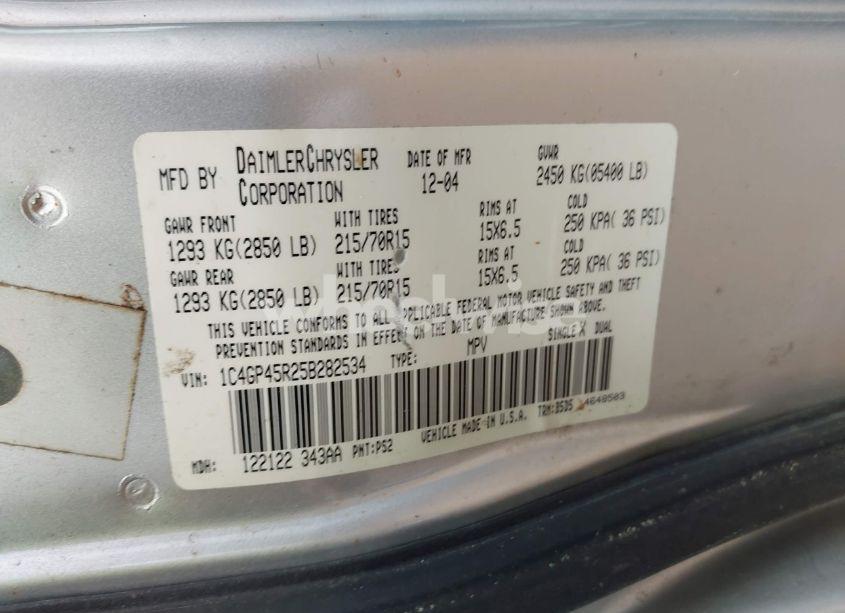 MFD BY DAIMLERCHRYSLER CORPORATION DATE OF MFR 12-04 GVWR 2450 KG(05400 LB)
GAWR FRONT WITH TIRES RIMS AT COLD
1293 KG(2850 LB) 215/70R15 15X6.5 250 KPA( 36 PSI)
GAWR REAR WITH TIRES RIMS AT COLD
1293 KG(2850 LB) 215/70R15 15X6.5 250 KPA( 36 PSI)
THIS VEHICLE CONFORMS TO ALL APPLICABLE FEDERAL MOTOR VEHICLE SAFETY AND THEFT
PREVENTION STANDARDS IN EFFECT ON THE DATE OF MANUFACTURE SHOWN ABOVE.
VIN: 1C4GP45R25B282534 TYPE: MPV SINGLE X DUAL
MDH: 122122 343AA PNT:PS2 VEHICLE MADE IN U.S.A. TRM:B5D5 4648503